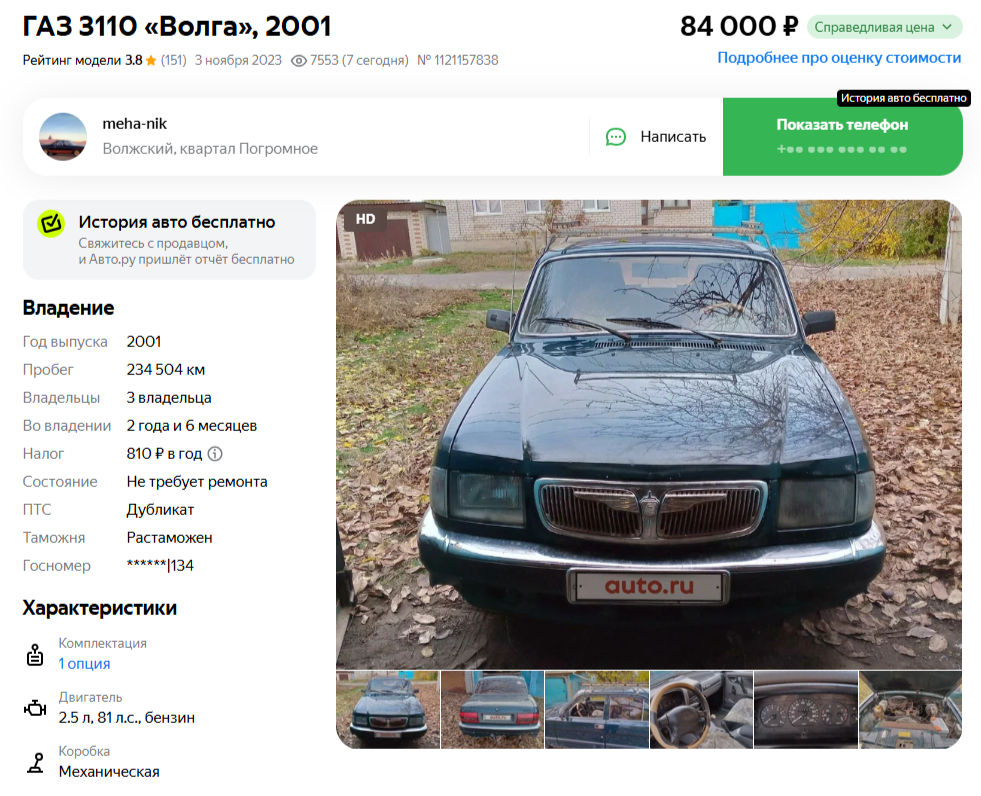 ГАЗ 3110 «Волга», 2001
84 000 ₽ Справедливая цена
Рейтинг модели 3.8 (151) 3 ноября 2023 7553 (7 сегодня) № 1121157838
Подробнее про оценку стоимости
История авто бесплатно
meha-nik
Волжский, квартал Погромное
Написать
Показать телефон
+●● ●●● ●●● ●● ●●
История авто бесплатно
Свяжитесь с продавцом,
и Авто.ру пришлёт отчёт бесплатно
HD
auto.ru
Владение
Год выпуска 2001
Пробег 234 504 км
Владельцы 3 владельца
Во владении 2 года и 6 месяцев
Налог 810 ₽ в год
Состояние Не требует ремонта
ПТС Дубликат
Таможня Растаможен
Госномер ******|134
Характеристики
Комплектация
1 опция
Двигатель
2.5 л, 81 л.с., бензин
Коробка
Механическая
auto.ru